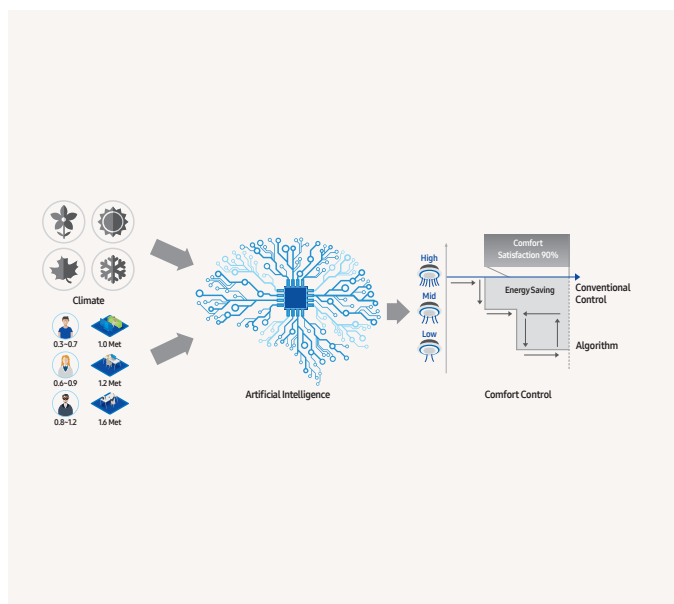 Climate
0.3~0.7
1.0 Met
0.6~0.9
1.2 Met
0.8~1.2
1.6 Met
Artificial Intelligence
High
Mid
Low
Comfort
Satisfaction 90%
Energy Saving
Conventional
Control
Algorithm
Comfort Control